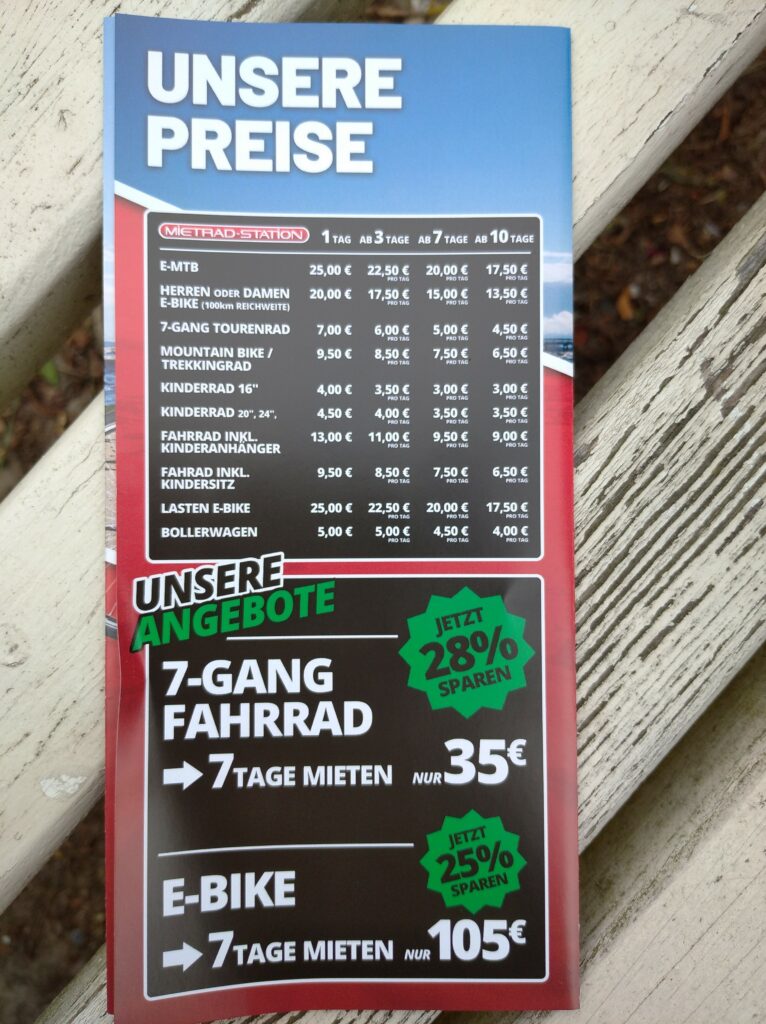 UNSERE
PREISE
MIETRAD-STATION 1 TAG AB 3 TAGE AB 7 TAGE AB 10 TAGE
E-MTB 25,00 € 22,50 € 20,00 € 17,50 €
PRO TAG PRO TAG PRO TAG
HERREN ODER DAMEN 20,00 € 17,50 € 15,00 € 13,50 €
E-BIKE (100km REICHWEITE) PRO TAG PRO TAG PRO TAG
7-GANG TOURENRAD 7,00 € 6,00 € 5,00 € 4,50 €
PRO TAG PRO TAG PRO TAG
MOUNTAIN BIKE / 9,50 € 8,50 € 7,50 € 6,50 €
TREKKINGRAD PRO TAG PRO TAG PRO TAG
KINDERRAD 16" 4,00 € 3,50 € 3,00 € 3,00 €
PRO TAG PRO TAG PRO TAG
KINDERRAD 20", 24", 4,50 € 4,00 € 3,50 € 3,50 €
PRO TAG PRO TAG PRO TAG
FAHRRAD INKL. 13,00 € 11,00 € 9,50 € 9,00 €
KINDERANHÄNGER PRO TAG PRO TAG PRO TAG
FAHRAD INKL. 9,50 € 8,50 € 7,50 € 6,50 €
KINDERSITZ PRO TAG PRO TAG PRO TAG
LASTEN E-BIKE 25,00 € 22,50 € 20,00 € 17,50 €
PRO TAG PRO TAG PRO TAG
BOLLERWAGEN 5,00 € 5,00 € 4,50 € 4,00 €
PRO TAG PRO TAG PRO TAG
UNSERE
ANGEBOTE
JETZT
28%
SPAREN
7-GANG
FAHRRAD
7 TAGE MIETEN NUR 35€
JETZT
25%
SPAREN
E-BIKE
7 TAGE MIETEN NUR 105€